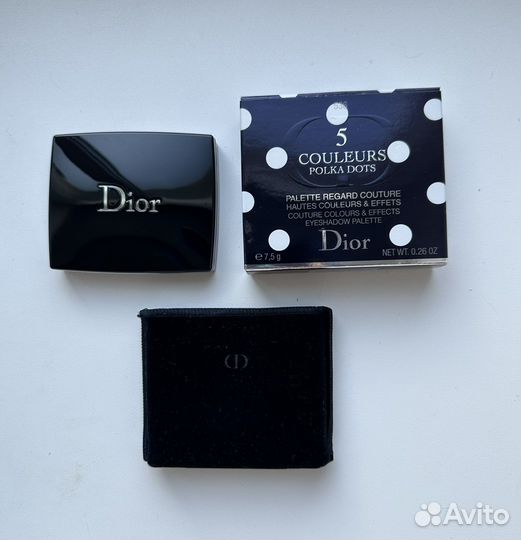 Dior
5
COULEURS
POLKA DOTS
PALETTE REGARD COUTURE
HAUTES COULEURS & EFFETS
COUTURE COLOURS & EFFECTS
EYESHADOW PALETTE
Dior
e 7,5 g
NET WT. 0.26 OZ
CD
Avito